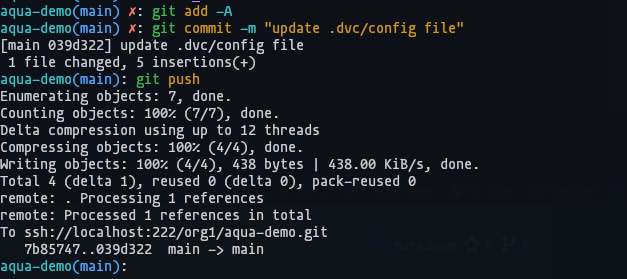 aqua-demo(main) ✗: git add -A
aqua-demo(main) ✗: git commit -m "update .dvc/config file"
[main 039d322] update .dvc/config file
 1 file changed, 5 insertions(+)
aqua-demo(main): git push
Enumerating objects: 7, done.
Counting objects: 100% (7/7), done.
Delta compression using up to 12 threads
Compressing objects: 100% (4/4), done.
Writing objects: 100% (4/4), 438 bytes | 438.00 KiB/s, done.
Total 4 (delta 1), reused 0 (delta 0), pack-reused 0
remote: . Processing 1 references
remote: Processed 1 references in total
To ssh://localhost:222/org1/aqua-demo.git
   7b85747..039d322  main -> main
aqua-demo(main):
Markdown ☆ 0 0